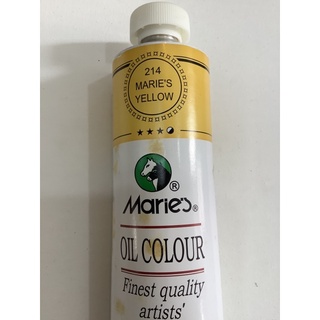 214
MARIE'S
YELLOW
®
Marie's®
OIL COLOUR
Finest quality
artists'